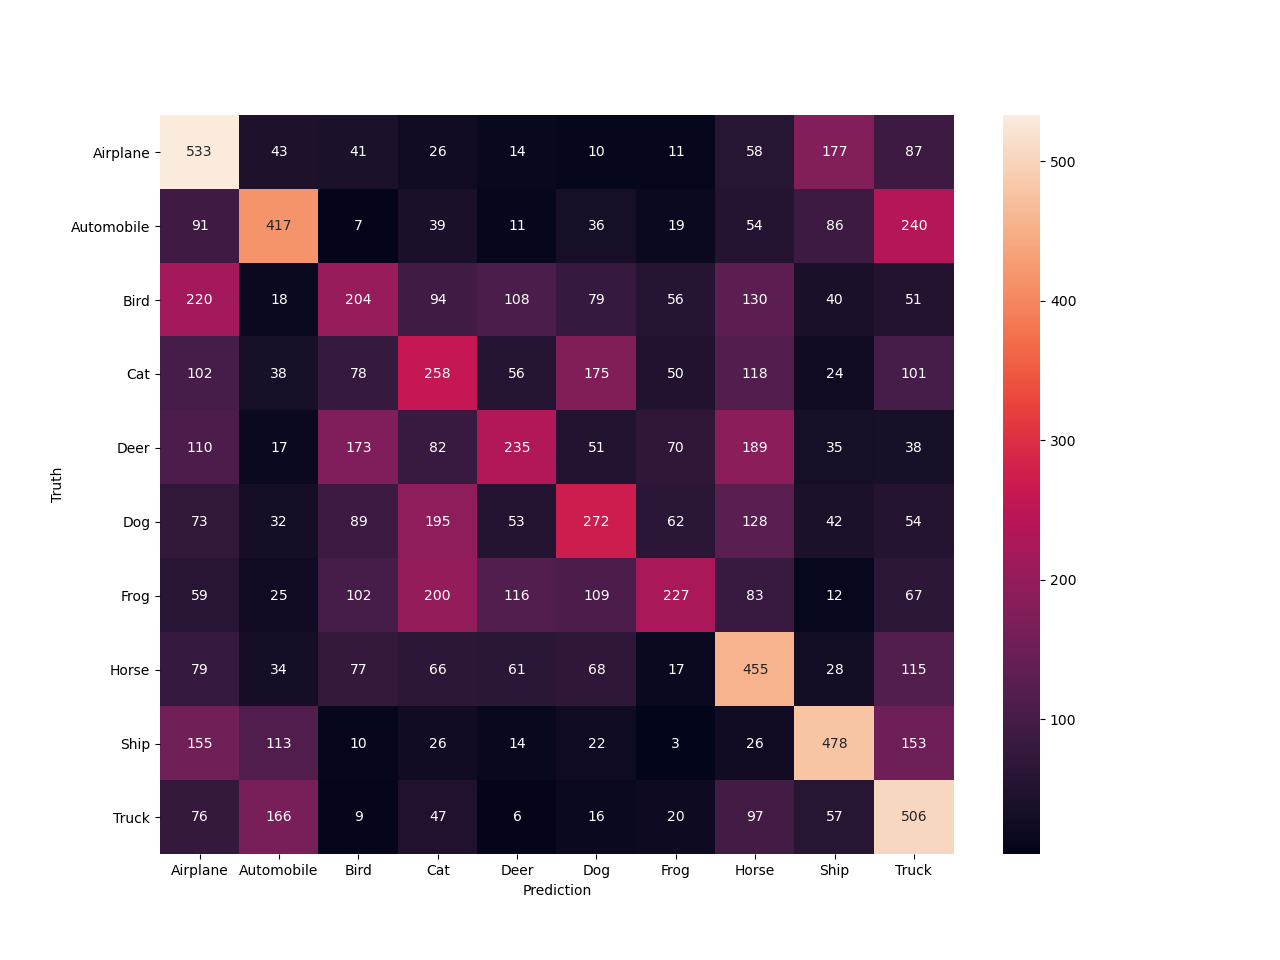 Airplane 533 43 41 26 14 10 11 58 177 87
Automobile 91 417 7 39 11 36 19 54 86 240
Bird 220 18 204 94 108 79 56 130 40 51
Cat 102 38 78 258 56 175 50 118 24 101
Deer 110 17 173 82 235 51 70 189 35 38
Dog 73 32 89 195 53 272 62 128 42 54
Frog 59 25 102 200 116 109 227 83 12 67
Horse 79 34 77 66 61 68 17 455 28 115
Ship 155 113 10 26 14 22 3 26 478 153
Truck 76 166 9 47 6 16 20 97 57 506
Airplane Automobile Bird Cat Deer Dog Frog Horse Ship Truck
Prediction
Truth
500
400
300
200
100